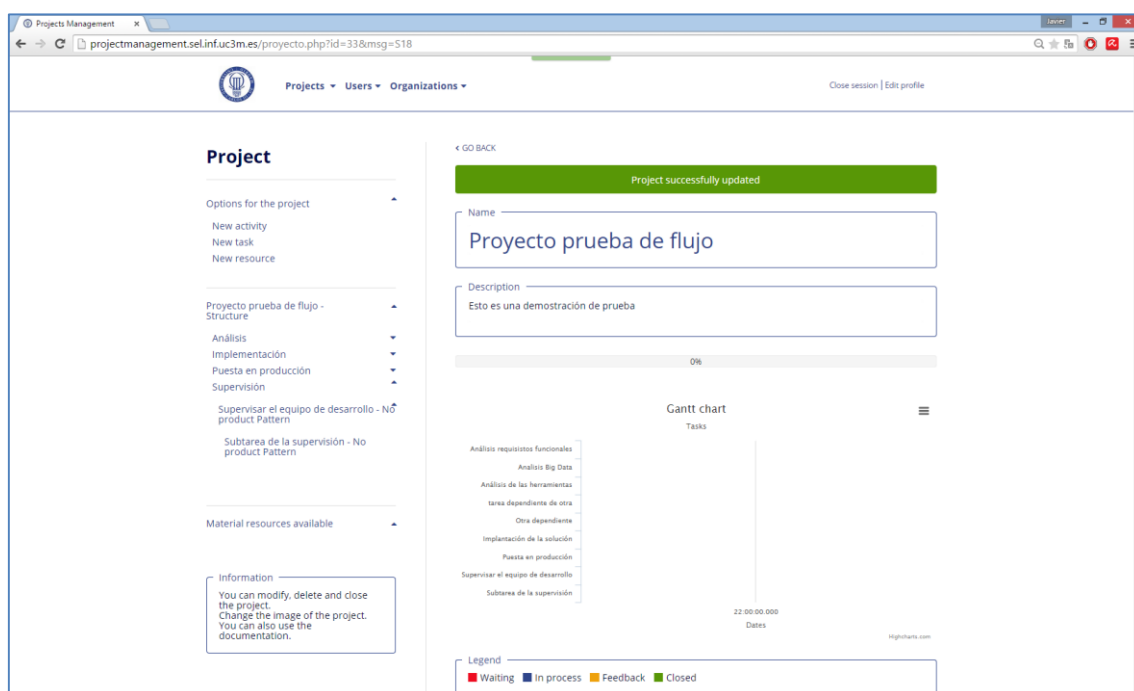 Projects Management
Javier
projectmanagement.sel.inf.uc3m.es/proyecto.php?id=33&msg=S18
Projects Users Organizations
Close session | Edit profile
Project
Options for the project
New activity
New task
New resource
Proyecto prueba de flujo -
Structure
Análisis
Implementación
Puesta en producción
Supervisión
Supervisar el equipo de desarrollo - No
product Pattern
Subtarea de la supervisión - No
product Pattern
Material resources available
Information
You can modify, delete and close
the project.
Change the image of the project.
You can also use the
documentation.
< GO BACK
Project successfully updated
Name
Proyecto prueba de flujo
Description
Esto es una demostración de prueba
0%
Gantt chart
Tasks
Análisis requisistos funcionales
Analisis Big Data
Análisis de las herramientas
tarea dependiente de otra
Otra dependiente
Implantación de la solución
Puesta en producción
Supervisar el equipo de desarrollo
Subtarea de la supervisión
22:00:00.000
Dates
Highcharts.com
Legend
Waiting In process Feedback Closed